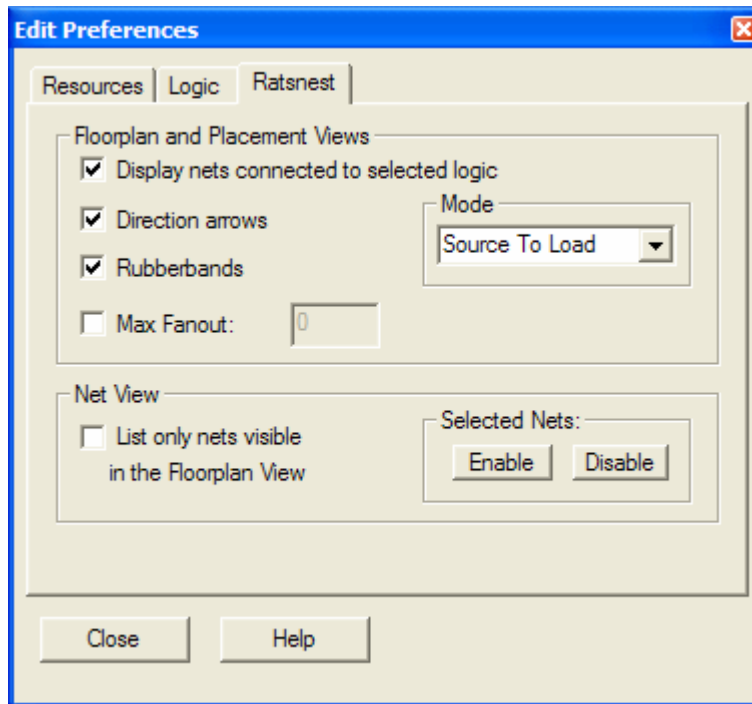 Edit Preferences
Resources
Logic
Ratsnest
Floorplan and Placement Views
Display nets connected to selected logic
Direction arrows
Mode
Source To Load
Rubberbands
Max Fanout:
0
Net View
List only nets visible
in the Floorplan View
Selected Nets:
Enable
Disable
Close
Help